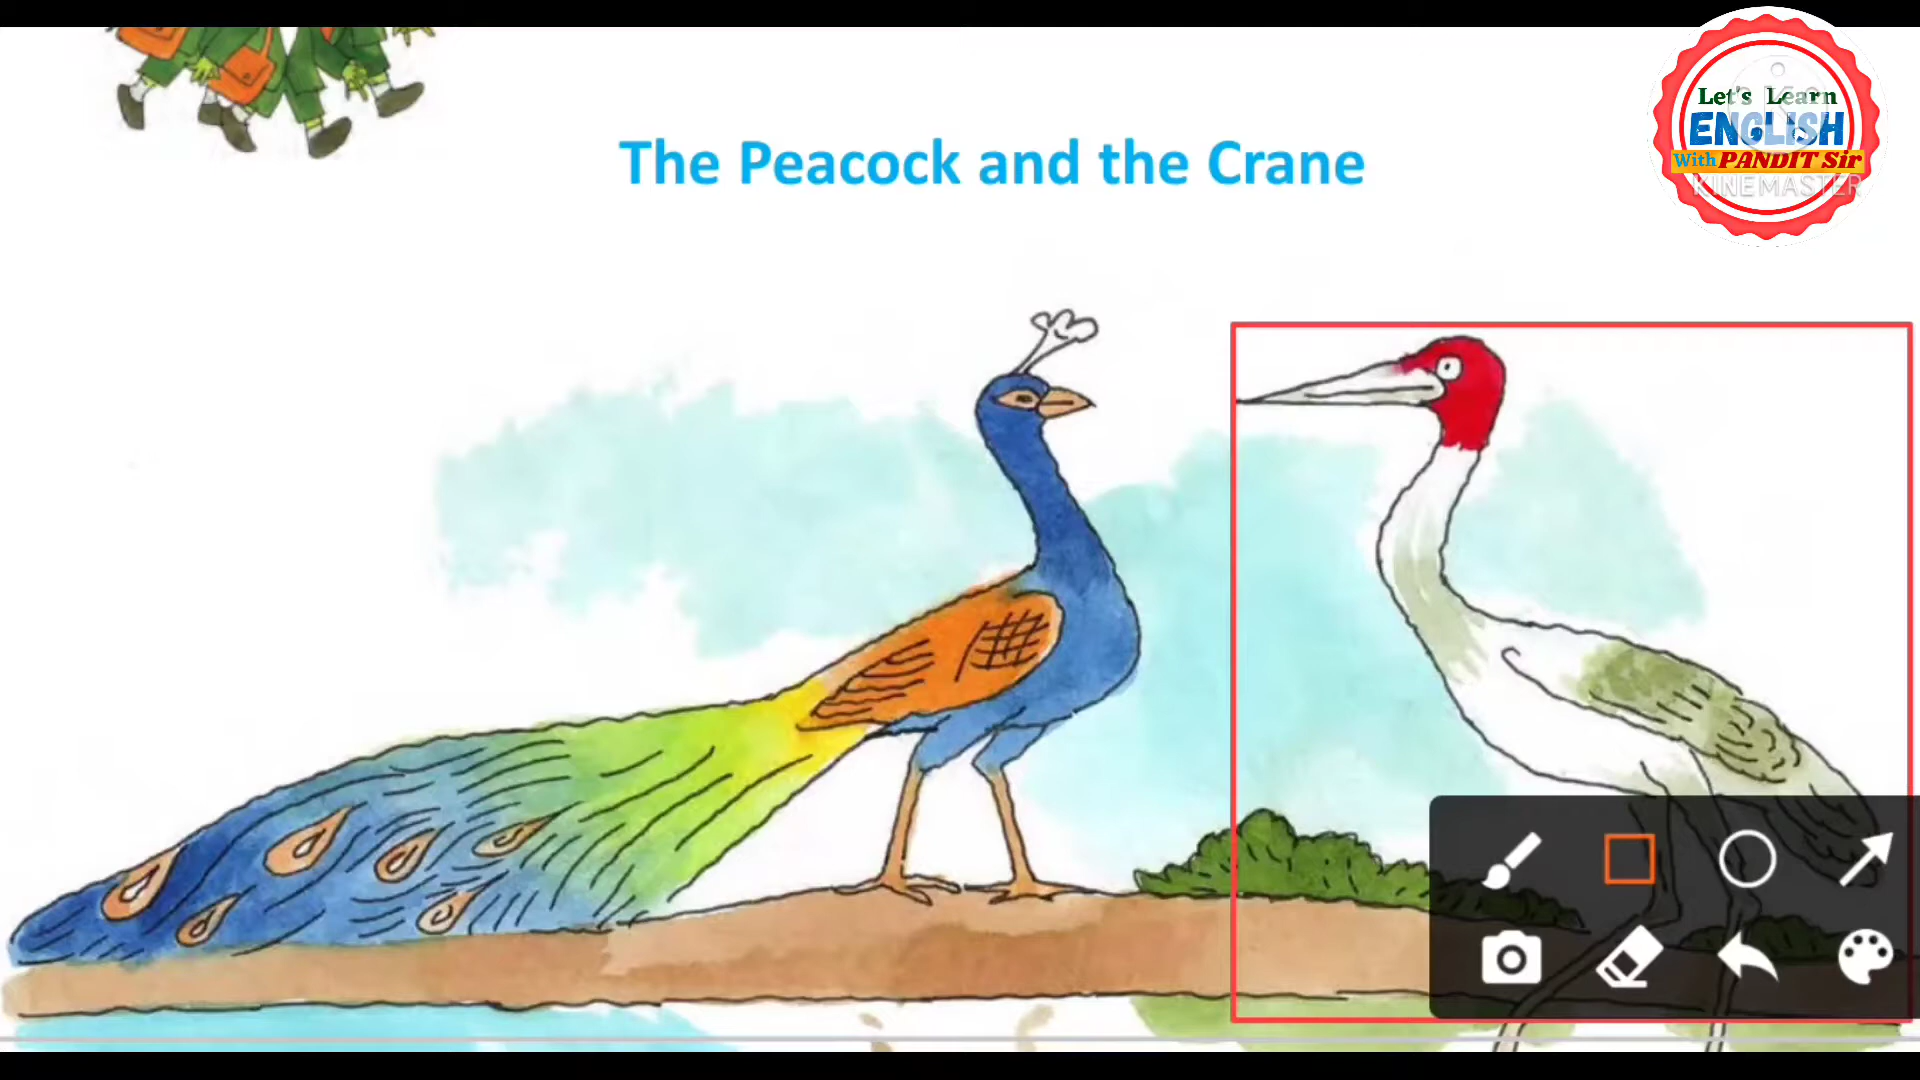 The Peacock and the Crane
Let's Learn
ENGLISH
With PANDIT Sir
KINEMASTER